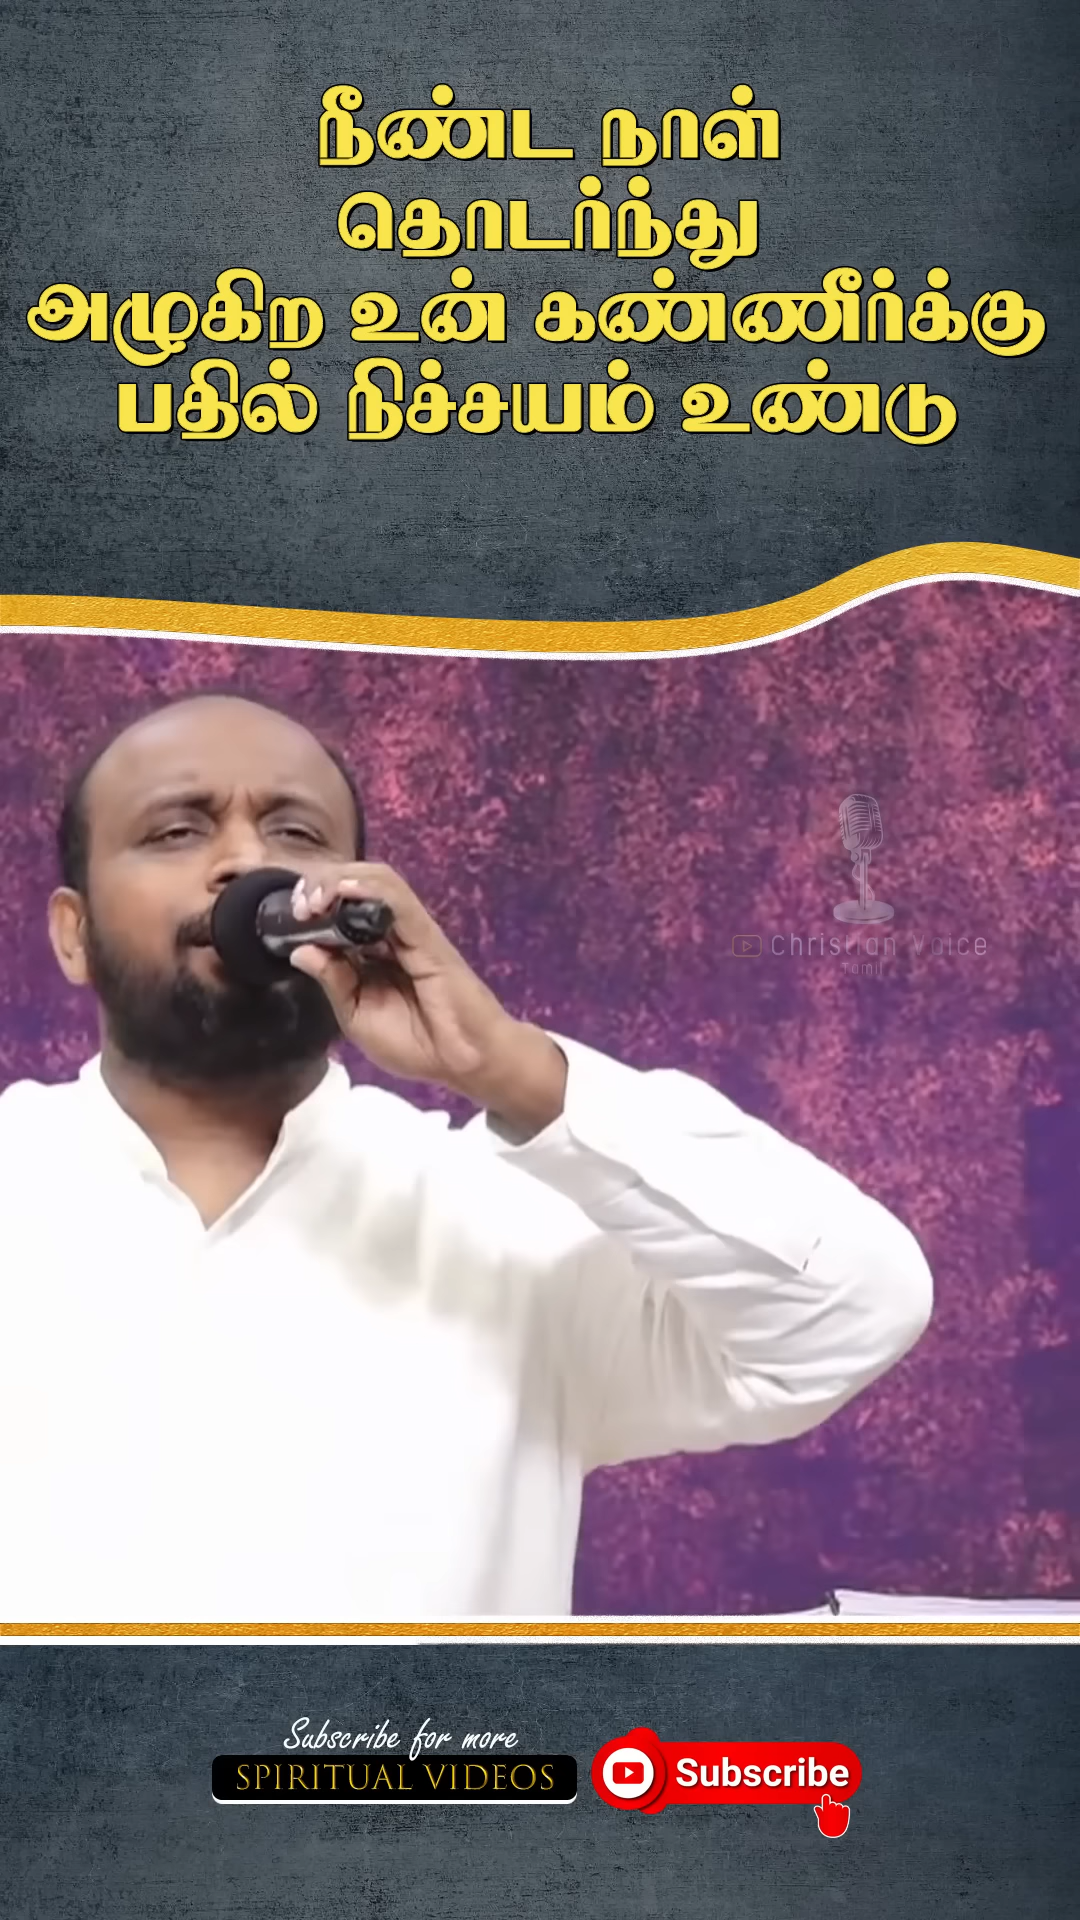 நீண்ட நாள்
தொடர்ந்து
அழுகிற உன் கண்ணீர்க்கு
பதில் நிச்சயம் உண்டு
Christian Voice
Tamil
Subscribe for more
SPIRITUAL VIDEOS
Subscribe